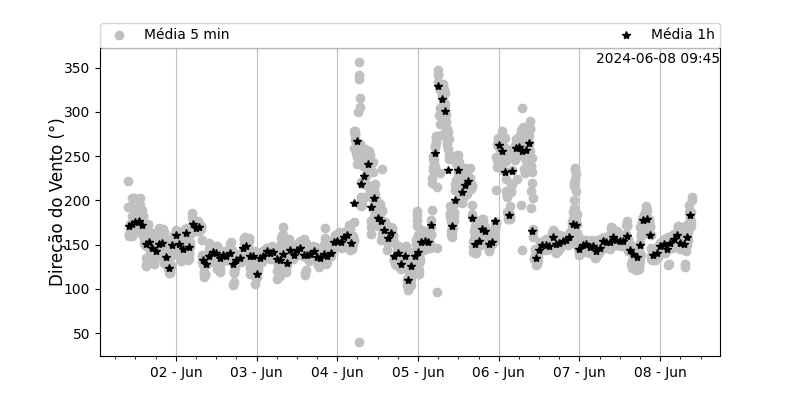 Média 5 min
Média 1h
2024-06-08 09:45
Direção do Vento (°)
350
300
250
200
150
100
50
02 - Jun
03 - Jun
04 - Jun
05 - Jun
06 - Jun
07 - Jun
08 - Jun